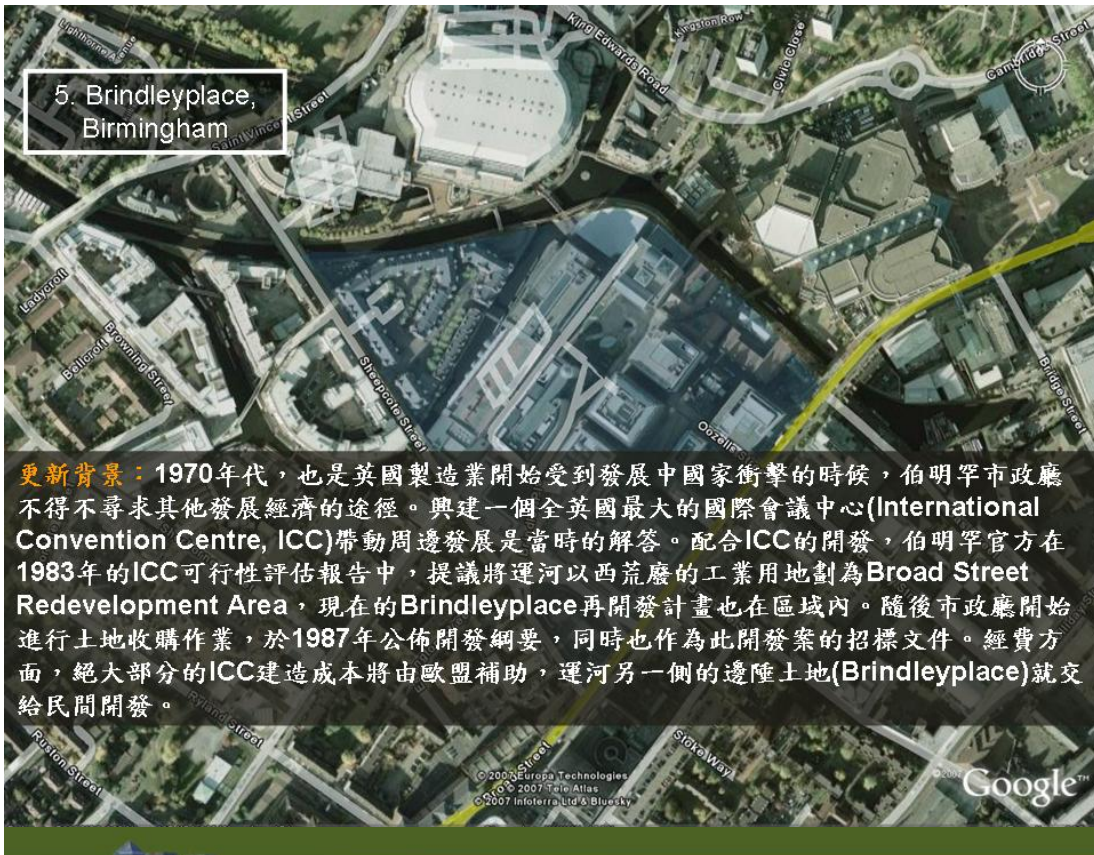 Lighthorne Avenue
King Edwards Road
Kingston Row
Civic Close
Cambridge Street
5. Brindleyplace,
Birmingham
Saint Vincent Street
Ladycroft
Browning Street
Bellcroft
Sheepcote Street
Bridge Street
Oozells
更新背景：1970年代，也是英國製造業開始受到發展中國家衝擊的時候，伯明罕市政廳
不得不尋求其他發展經濟的途徑。興建一個全英國最大的國際會議中心(International
Convention Centre, ICC)帶動周邊發展是當時的解答。配合ICC的開發，伯明罕官方在
1983年的ICC可行性評估報告中，提議將運河以西荒廢的工業用地劃為Broad Street
Redevelopment Area，現在的Brindleyplace再開發計畫也在區域內。隨後市政廳開始
進行土地收購作業，於1987年公佈開發綱要，同時也作為此開發案的招標文件。經費方
面，絕大部分的ICC建造成本將由歐盟補助，運河另一側的邊陲土地(Brindleyplace)就交
給民間開發。
Ryland Street
Ruston Street
Street
Stoke Way
© 2007 Europa Technologies
© 2007 Tele Atlas
© 2007 Infoterra Ltd & Bluesky
© 2007 Google™